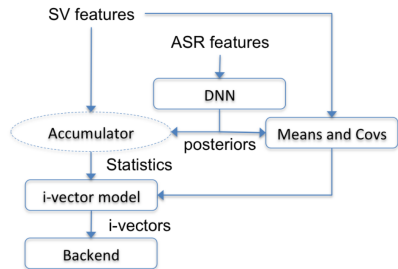 SV features
ASR features
DNN
Accumulator
posteriors
Means and Covs
Statistics
i-vector model
i-vectors
Backend